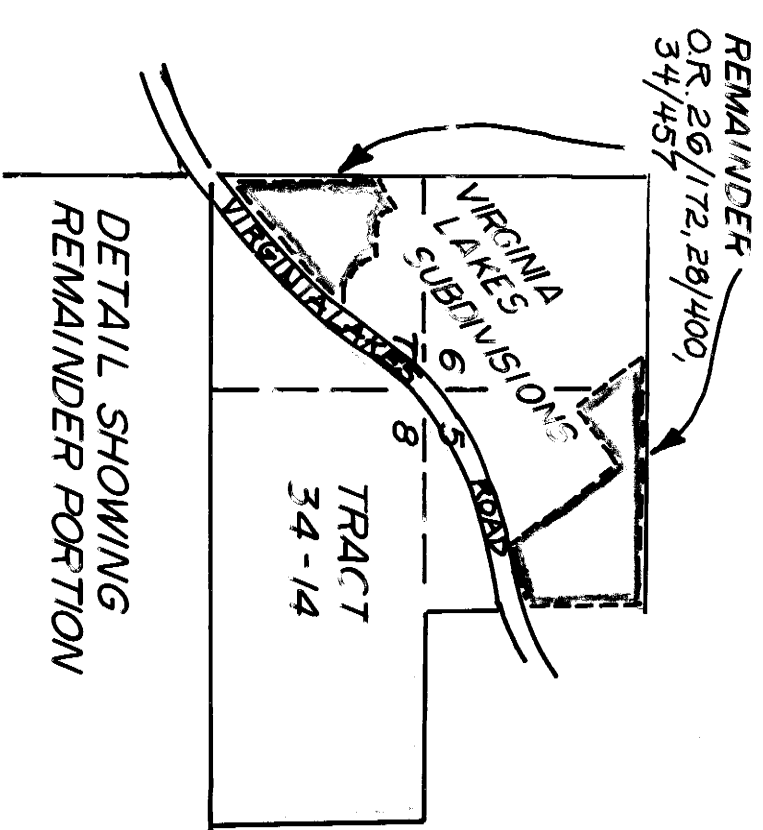 REMAINDER
O.R. 26/172, 28/400,
34/457
VIRGINIA
LAKES
SUBDIVISIONS
6
7
5
8
VIRGINIA LAKES ROAD
TRACT
34-14
DETAIL SHOWING
REMAINDER PORTION